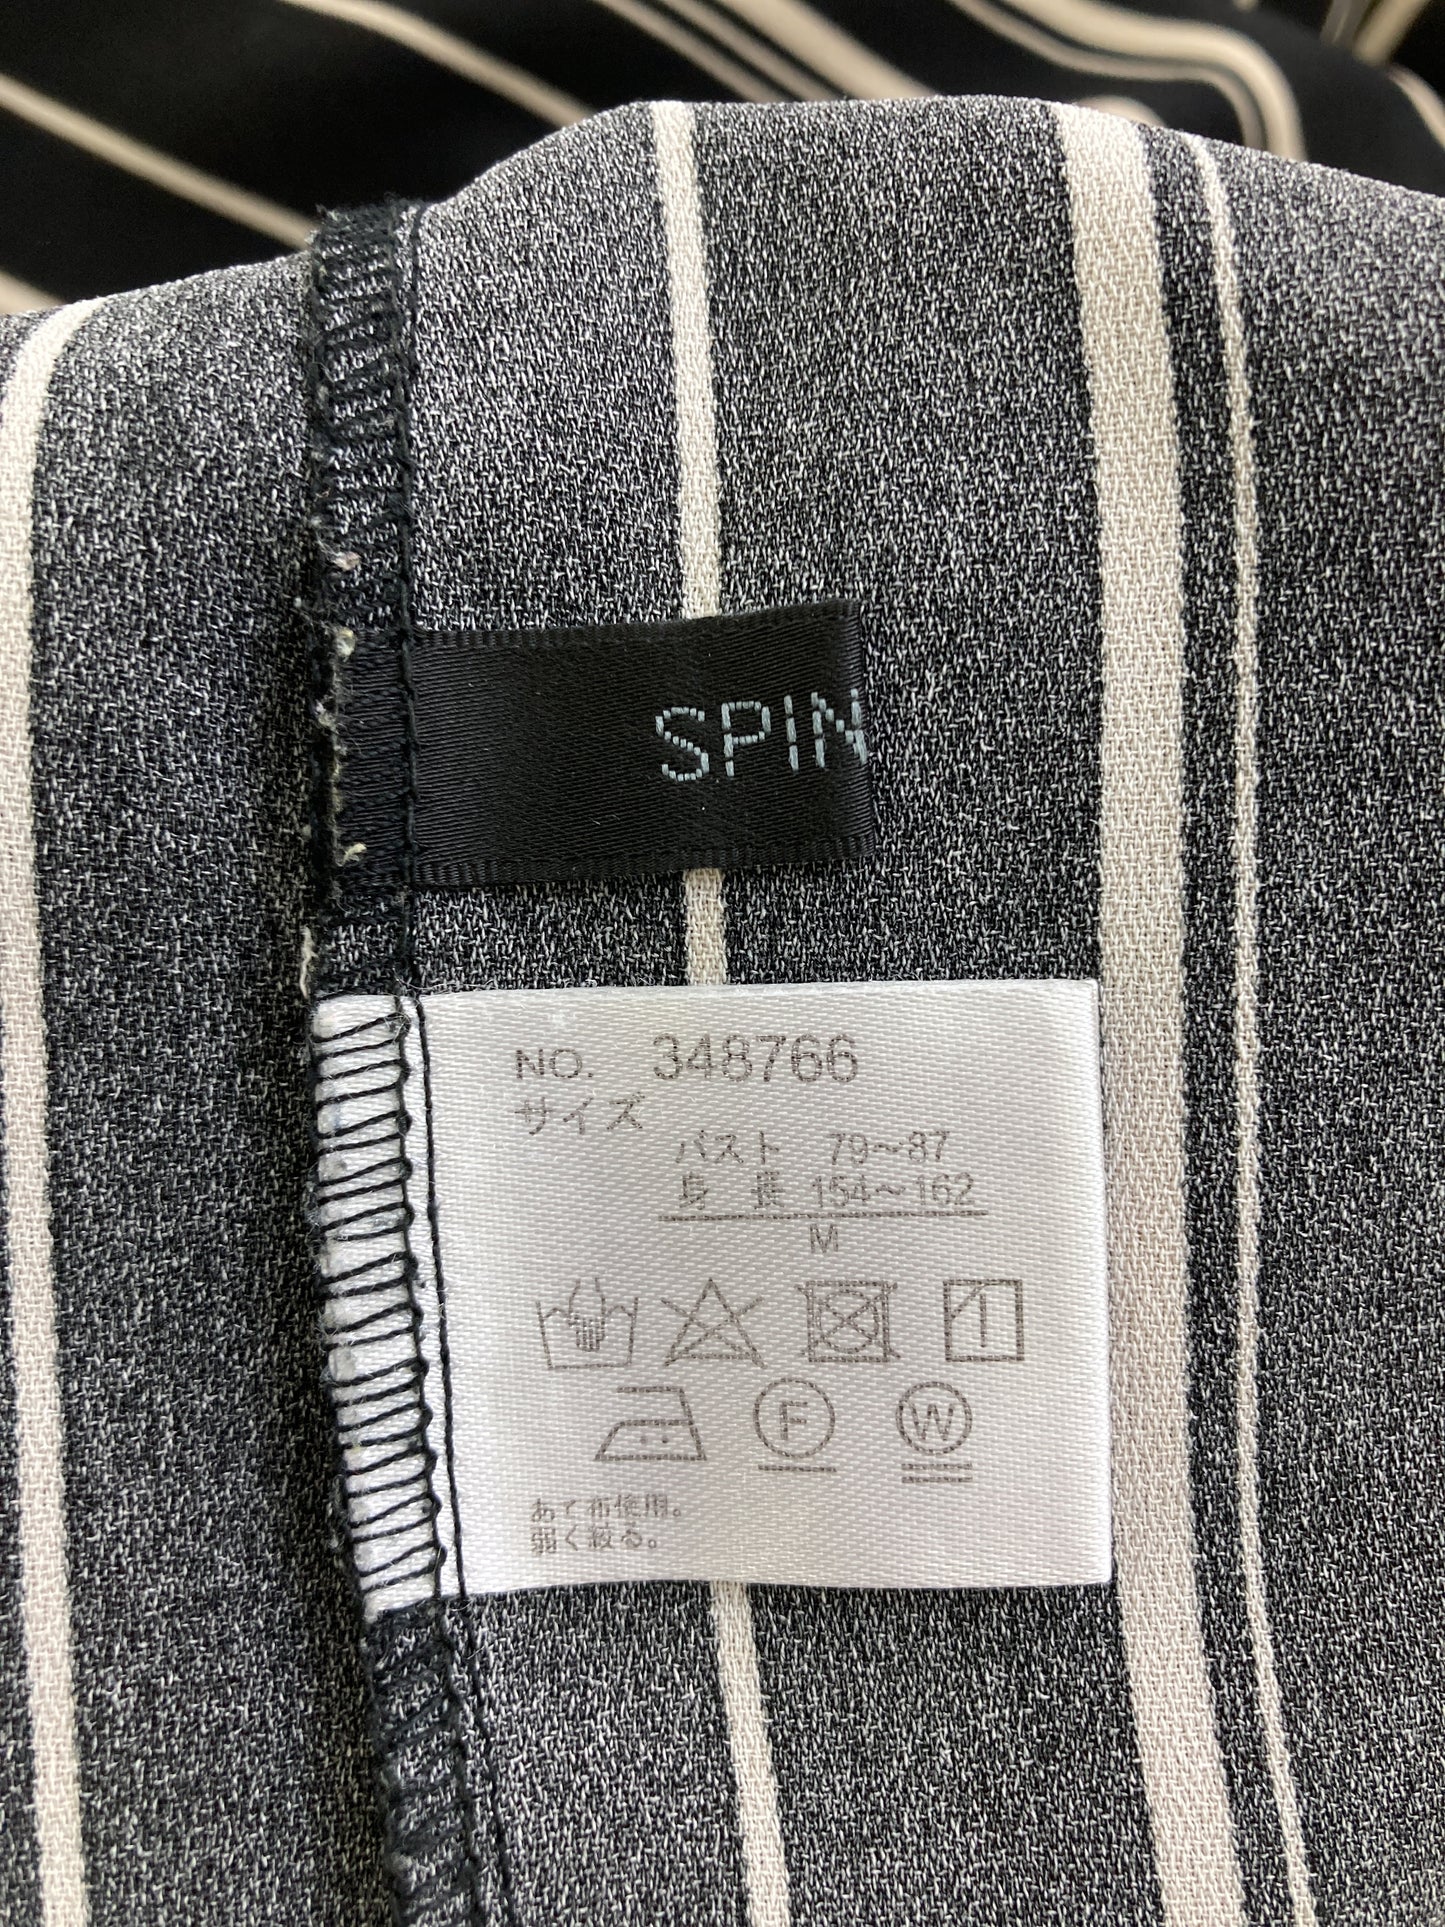 SPIN
NO. 348766
サイズ
バスト 79〜87
身 長 154〜162
M
F
W
あて布使用。
弱く絞る。